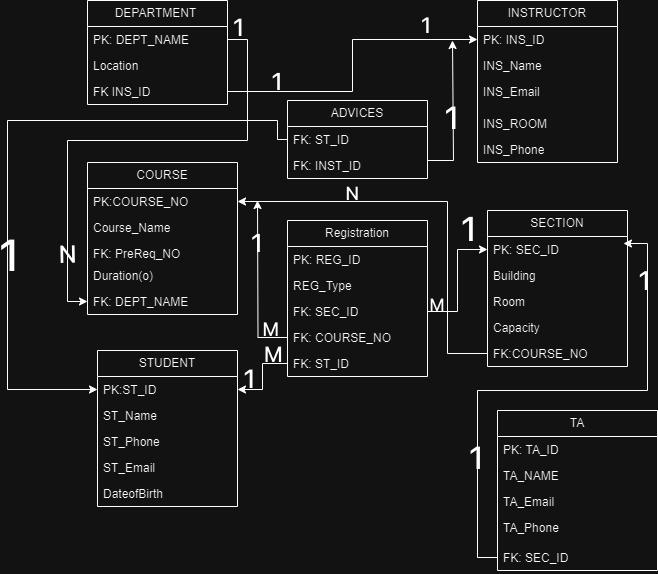 DEPARTMENT
PK: DEPT_NAME
Location
FK INS_ID
1
1
1
INSTRUCTOR
PK: INS_ID
INS_Name
INS_Email
INS_ROOM
INS_Phone
ADVICES
FK: ST_ID
FK: INST_ID
1
COURSE
PK:COURSE_NO
Course_Name
FK: PreReq_NO
Duration(o)
FK: DEPT_NAME
1
N
N
1
M
Registration
PK: REG_ID
REG_Type
FK: SEC_ID
FK: COURSE_NO
FK: ST_ID
M
1
M
1
SECTION
PK: SEC_ID
Building
Room
Capacity
FK:COURSE_NO
1
STUDENT
PK:ST_ID
ST_Name
ST_Phone
ST_Email
DateofBirth
TA
PK: TA_ID
TA_NAME
TA_Email
TA_Phone
FK: SEC_ID
1